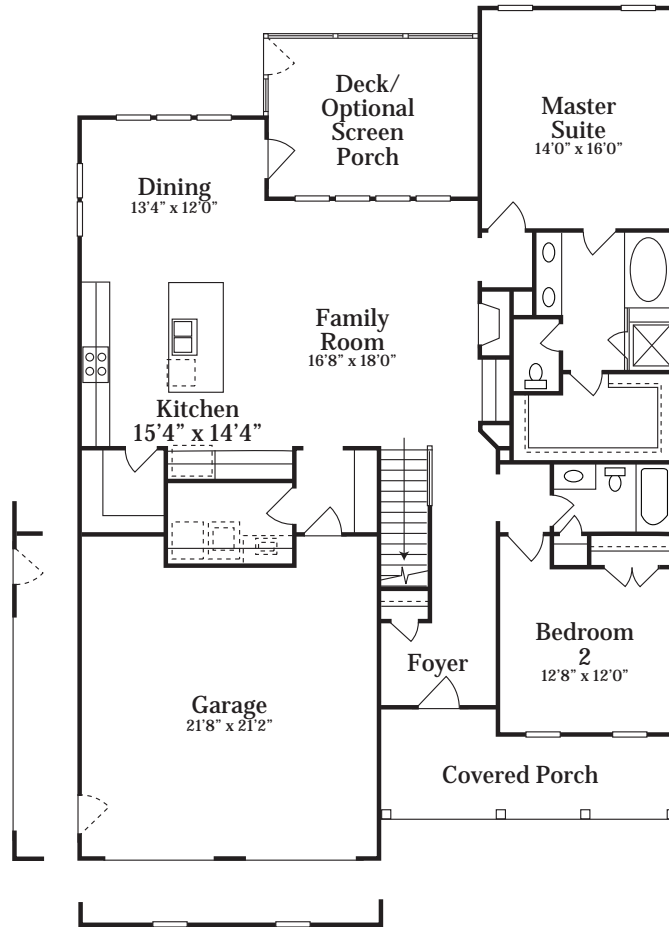 Deck/
Optional
Screen
Porch
Master
Suite
14'0” x 16'0”
Dining
13'4” x 12'0”
Family
Room
16'8” x 18'0”
Kitchen
15'4” x 14'4”
Bedroom
2
12'8” x 12'0”
Foyer
Garage
21'8” x 21'2”
Covered Porch